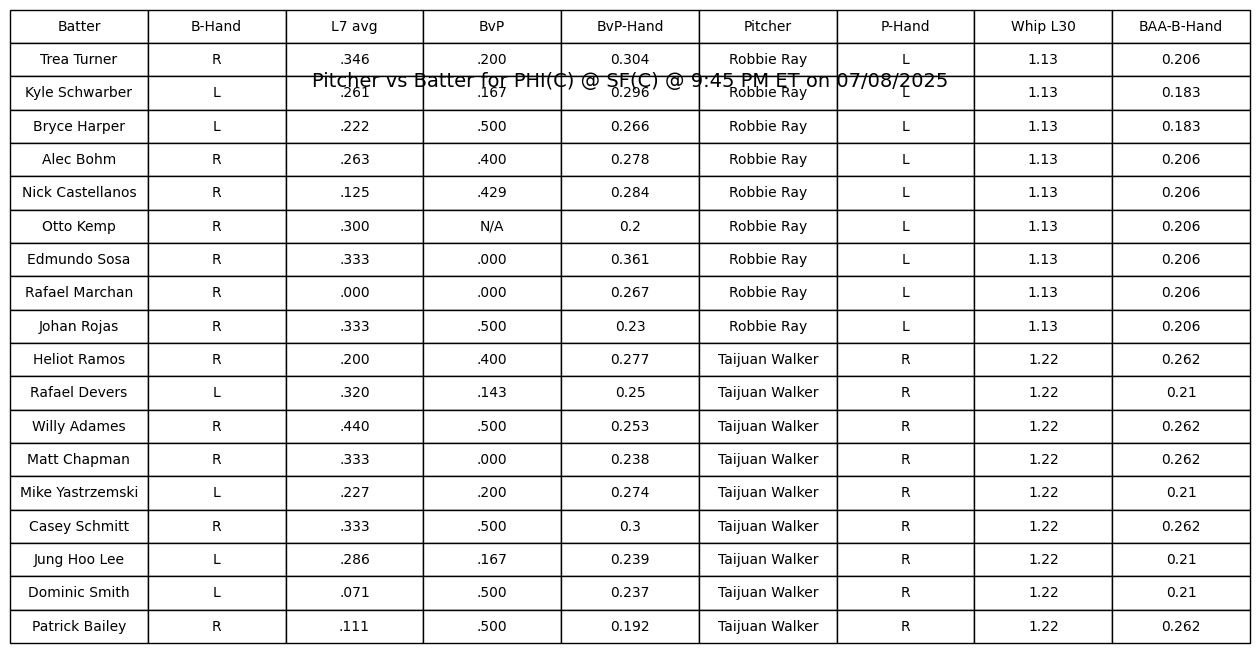 Batter B-Hand L7 avg BvP BvP-Hand Pitcher P-Hand Whip L30 BAA-B-Hand
Trea Turner R .346 .200 0.304 Robbie Ray L 1.13 0.206
Pitcher vs Batter for PHI(C) @ SF(C) @ 9:45 PM ET on 07/08/2025
Kyle Schwarber L .261 .167 0.296 Robbie Ray L 1.13 0.183
Bryce Harper L .222 .500 0.266 Robbie Ray L 1.13 0.183
Alec Bohm R .263 .400 0.278 Robbie Ray L 1.13 0.206
Nick Castellanos R .125 .429 0.284 Robbie Ray L 1.13 0.206
Otto Kemp R .300 N/A 0.2 Robbie Ray L 1.13 0.206
Edmundo Sosa R .333 .000 0.361 Robbie Ray L 1.13 0.206
Rafael Marchan R .000 .000 0.267 Robbie Ray L 1.13 0.206
Johan Rojas R .333 .500 0.23 Robbie Ray L 1.13 0.206
Heliot Ramos R .200 .400 0.277 Taijuan Walker R 1.22 0.262
Rafael Devers L .320 .143 0.25 Taijuan Walker R 1.22 0.21
Willy Adames R .440 .500 0.253 Taijuan Walker R 1.22 0.262
Matt Chapman R .333 .000 0.238 Taijuan Walker R 1.22 0.262
Mike Yastrzemski L .227 .200 0.274 Taijuan Walker R 1.22 0.21
Casey Schmitt R .333 .500 0.3 Taijuan Walker R 1.22 0.262
Jung Hoo Lee L .286 .167 0.239 Taijuan Walker R 1.22 0.21
Dominic Smith L .071 .500 0.237 Taijuan Walker R 1.22 0.21
Patrick Bailey R .111 .500 0.192 Taijuan Walker R 1.22 0.262